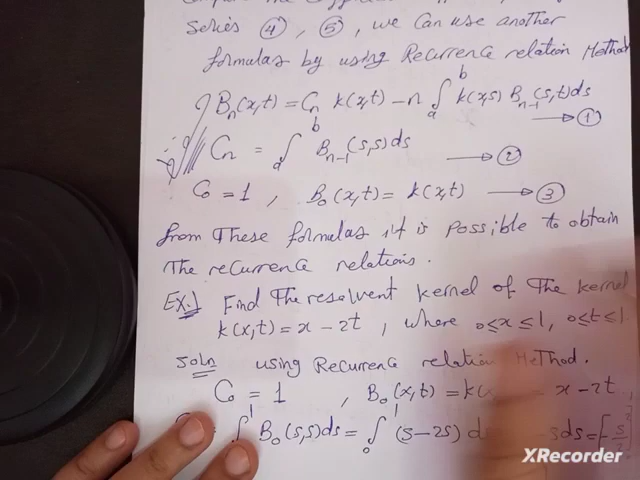 series ④, ⑤, we can use another
formulas by using Recurrence relation Method
Bₙ(x,t) = Cₙ k(x,t) - n ∫ₐᵇ k(x,s) Bₙ₋₁(s,t)ds → ①
Cₙ = ∫ₐᵇ Bₙ₋₁(s,s)ds → ②
C₀ = 1 , B₀(x,t) = k(x,t) → ③
from These formulas it is possible to obtain
The recurrence relations.
Ex.1 Find The resolvent kernel of The kernel
k(x,t) = x - 2t , where 0≤x≤1, 0≤t≤1
Soln using Recurrence relation Method.
C₀ = 1 , B₀(x,t) = k(x = x - 2t
= ∫ B₀(s,s)ds = ∫₀¹ (s-2s) d sds = [
XRecorder